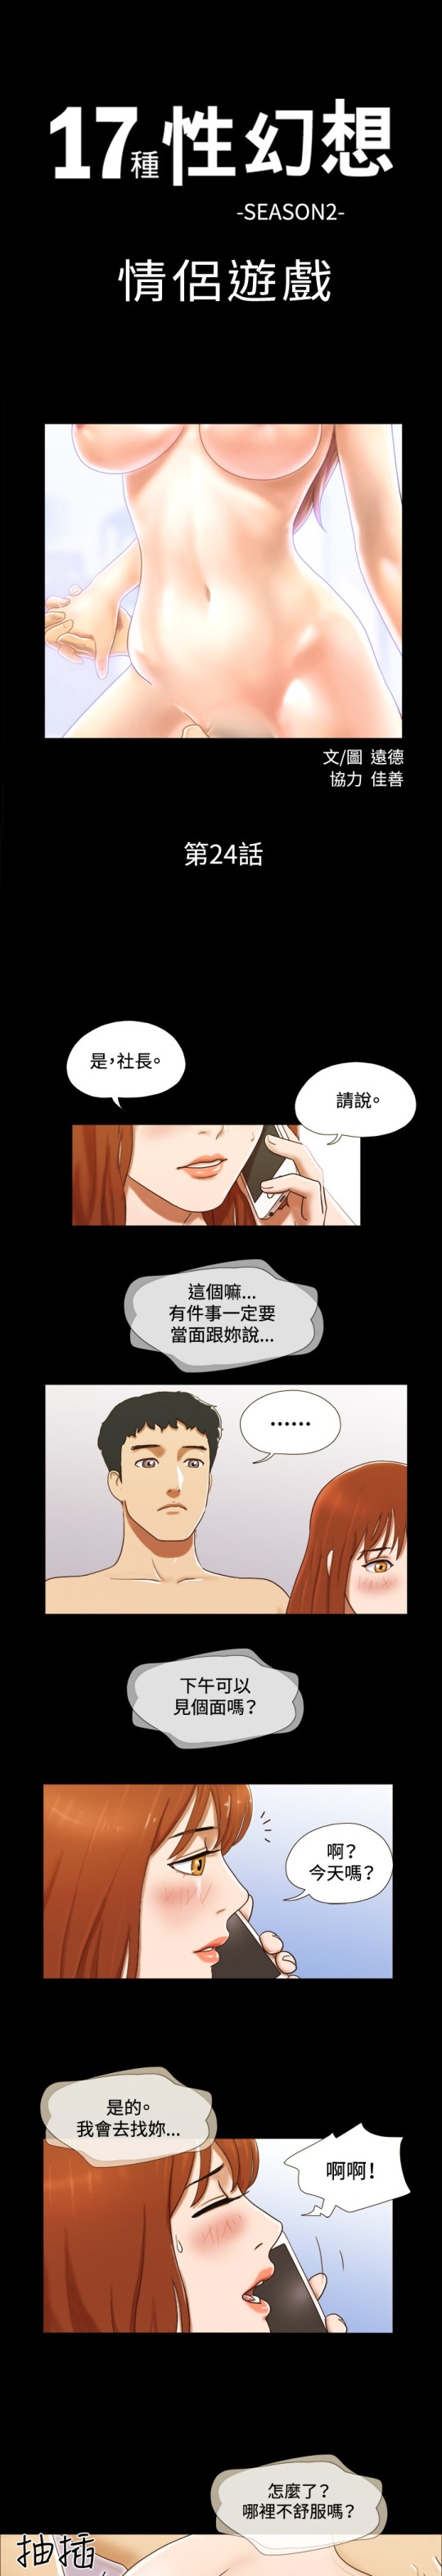 17種性幻想
-SEASON2-
情侶遊戲
文/圖 遠德
協力 佳善
第24話
是,社長。
請說。
這個嘛...
有件事一定要
當面跟妳說...
……
下午可以
見個面嗎?
啊?
今天嗎?
是的。
我會去找妳...
啊啊!
怎麼了?
哪裡不舒服嗎?
抽插